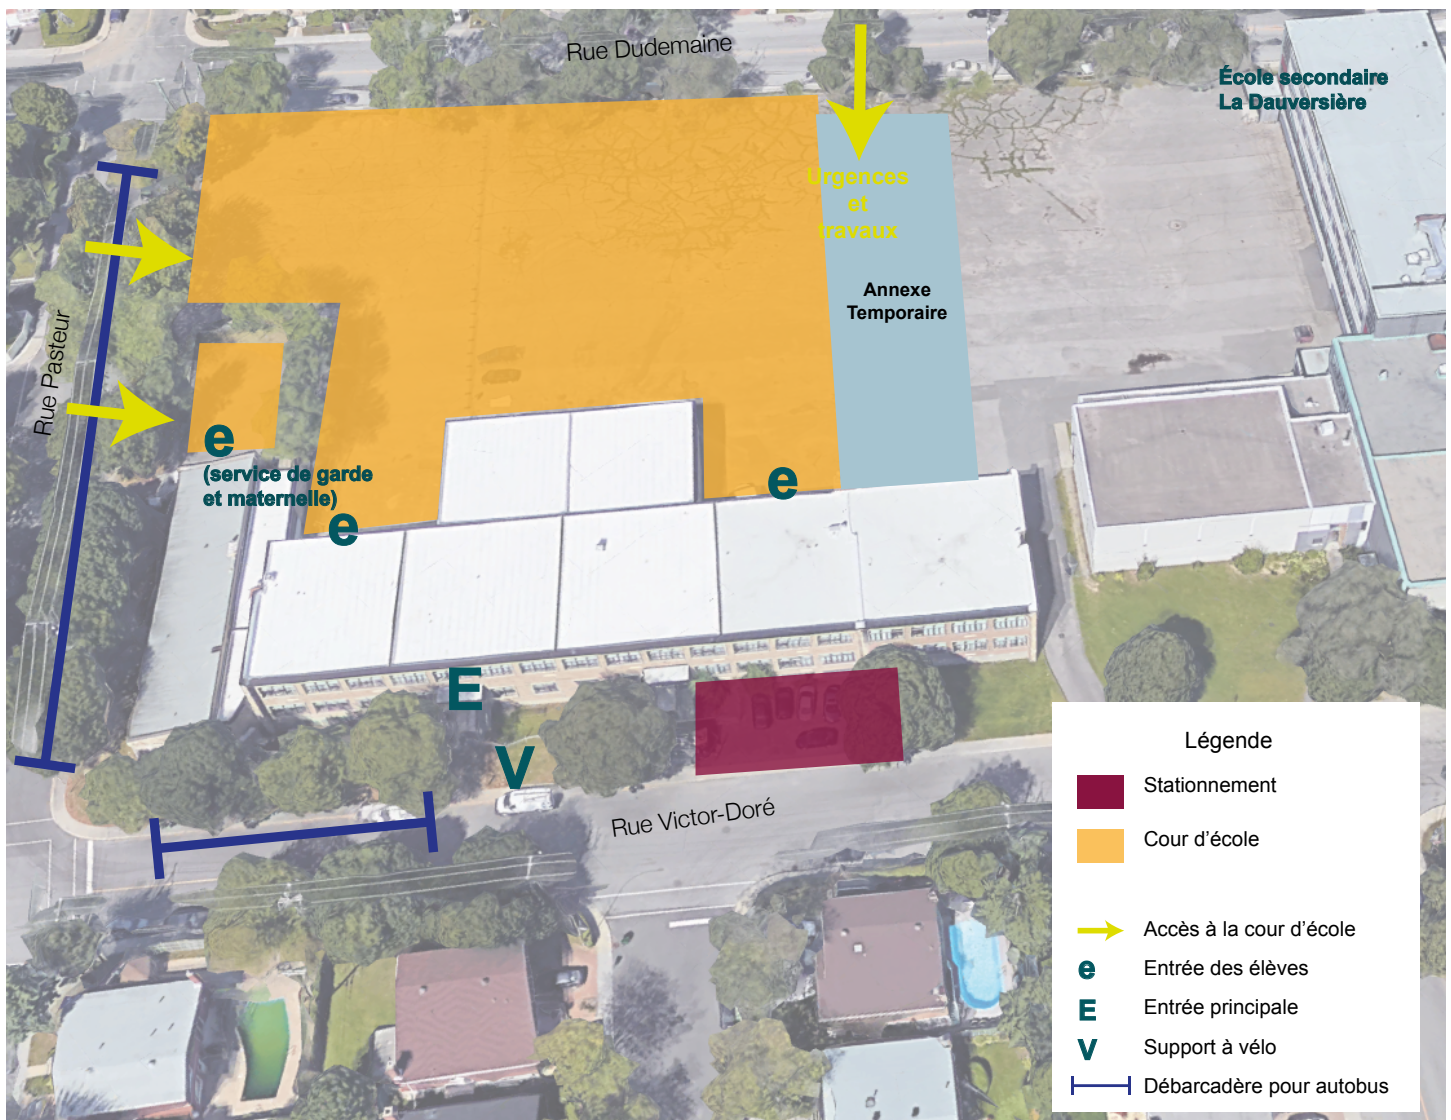 Rue Dudemaine
École secondaire
La Dauversière
Urgences
et
travaux
Annexe
Temporaire
Rue Pasteur
e
(service de garde
et maternelle)
e
e
E
V
Rue Victor-Doré
Légende
Stationnement
Cour d’école
Accès à la cour d’école
e Entrée des élèves
E Entrée principale
V Support à vélo
Débarcadère pour autobus